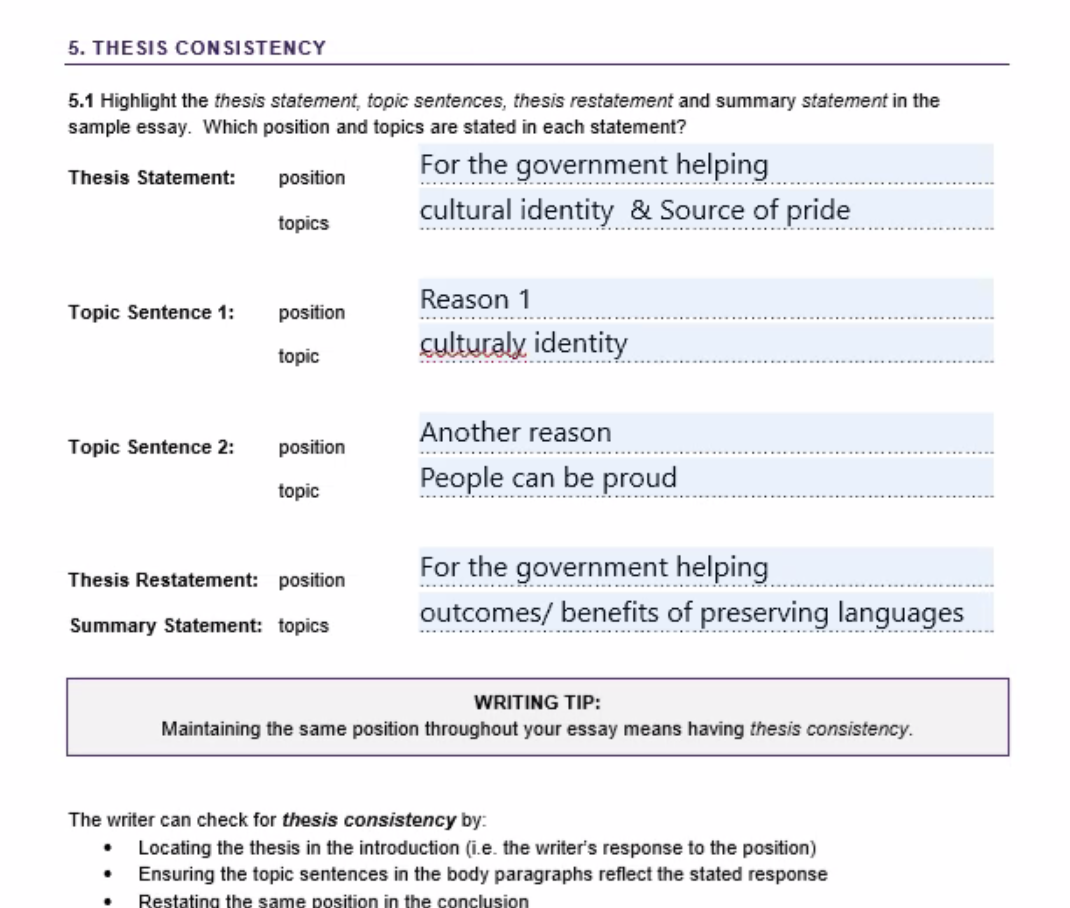 5. THESIS CONSISTENCY
5.1 Highlight the thesis statement, topic sentences, thesis restatement and summary statement in the
sample essay. Which position and topics are stated in each statement?
Thesis Statement: position For the government helping
topics cultural identity & Source of pride
Topic Sentence 1: position Reason 1
topic culturaly identity
Topic Sentence 2: position Another reason
topic People can be proud
Thesis Restatement: position For the government helping
Summary Statement: topics outcomes/ benefits of preserving languages
WRITING TIP:
Maintaining the same position throughout your essay means having thesis consistency.
The writer can check for thesis consistency by:
• Locating the thesis in the introduction (i.e. the writer's response to the position)
• Ensuring the topic sentences in the body paragraphs reflect the stated response
• Restating the same position in the conclusion